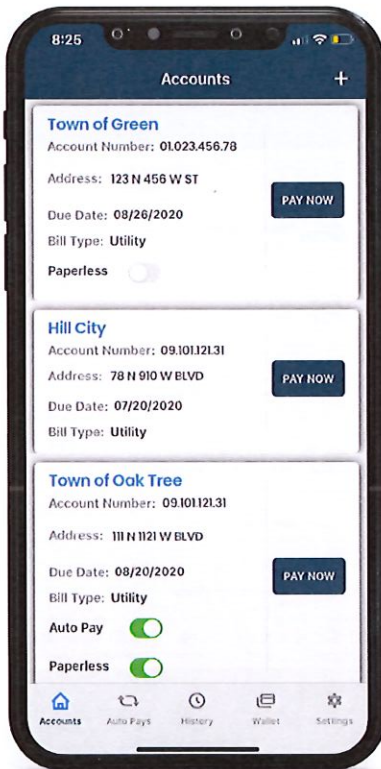 8:25
Accounts +
Town of Green
Account Number: 01.023.456.78
Address: 123 N 456 W ST
PAY NOW
Due Date: 08/26/2020
Bill Type: Utility
Paperless
Hill City
Account Number: 09.101.121.31
Address: 78 N 910 W BLVD
PAY NOW
Due Date: 07/20/2020
Bill Type: Utility
Town of Oak Tree
Account Number: 09.101.121.31
Address: 111 N 1121 W BLVD
Due Date: 08/20/2020
PAY NOW
Bill Type: Utility
Auto Pay
Paperless
Accounts Auto Pays History Wallet Settings